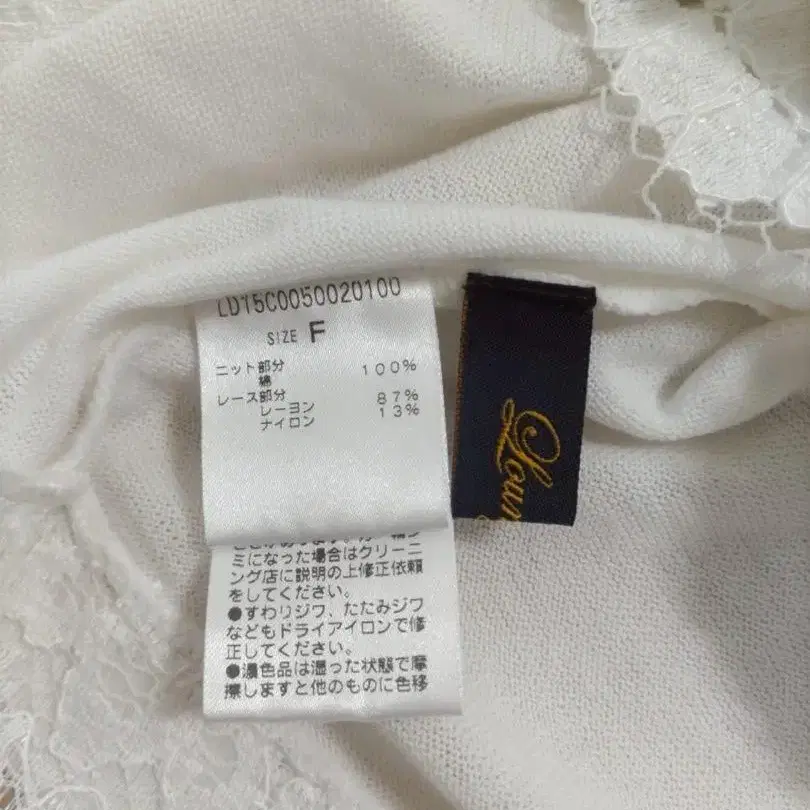 LD15C0050020100
SIZE F
ニット部分
綿 100%
レース部分
レーヨン 87%
ナイロン 13%
Loun
ミになった場合はクリーニ
ング店に説明の上修正依頼
をしてください。
●すわりジワ、たたみジワ
などもドライアイロンで修
正してください。
●濃色品は湿った状態で摩
擦しますと他のものに色移